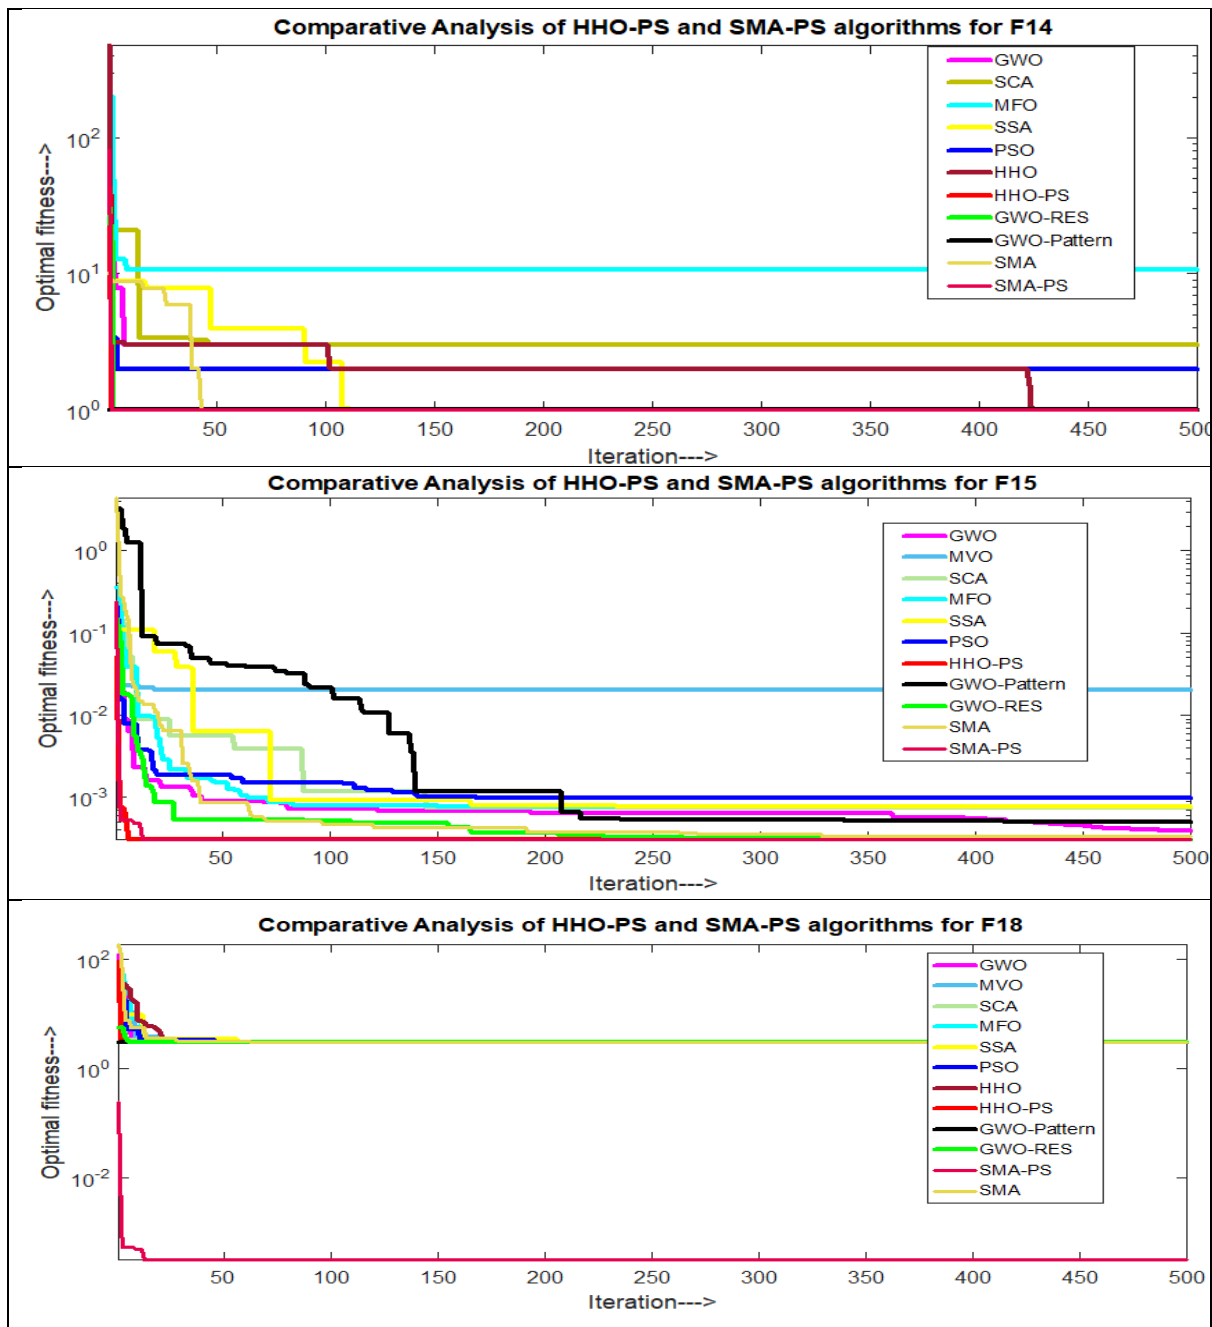 Comparative Analysis of HHO-PS and SMA-PS algorithms for F14
Optimal fitness--->
10^2
10^1
10^0
GWO
SCA
MFO
SSA
PSO
HHO
HHO-PS
GWO-RES
GWO-Pattern
SMA
SMA-PS
50 100 150 200 250 300 350 400 450 500
Iteration--->
Comparative Analysis of HHO-PS and SMA-PS algorithms for F15
Optimal fitness--->
10^0
10^-1
10^-2
10^-3
GWO
MVO
SCA
MFO
SSA
PSO
HHO-PS
GWO-Pattern
GWO-RES
SMA
SMA-PS
50 100 150 200 250 300 350 400 450 500
Iteration--->
Comparative Analysis of HHO-PS and SMA-PS algorithms for F18
Optimal fitness--->
10^2
10^0
10^-2
GWO
MVO
SCA
MFO
SSA
PSO
HHO
HHO-PS
GWO-Pattern
GWO-RES
SMA-PS
SMA
50 100 150 200 250 300 350 400 450 500
Iteration--->